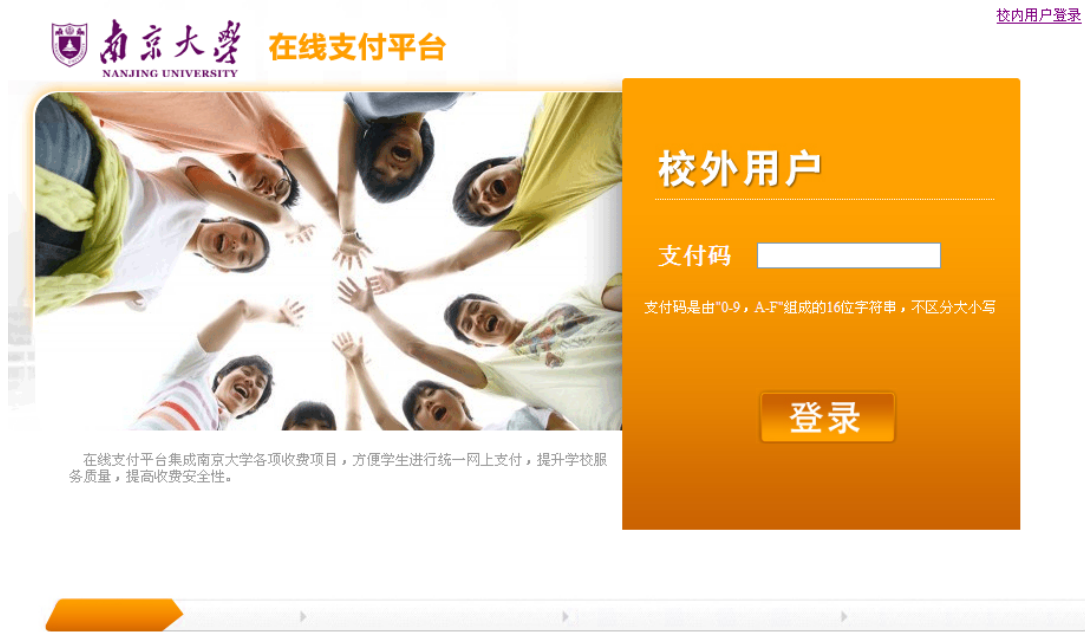 校内用户登录
南京大學
NANJING UNIVERSITY
在线支付平台
校外用户
支付码
支付码是由"0-9，A-F"组成的16位字符串，不区分大小写
登录
在线支付平台集成南京大学各项收费项目，方便学生进行统一网上支付，提升学校服
务质量，提高收费安全性。